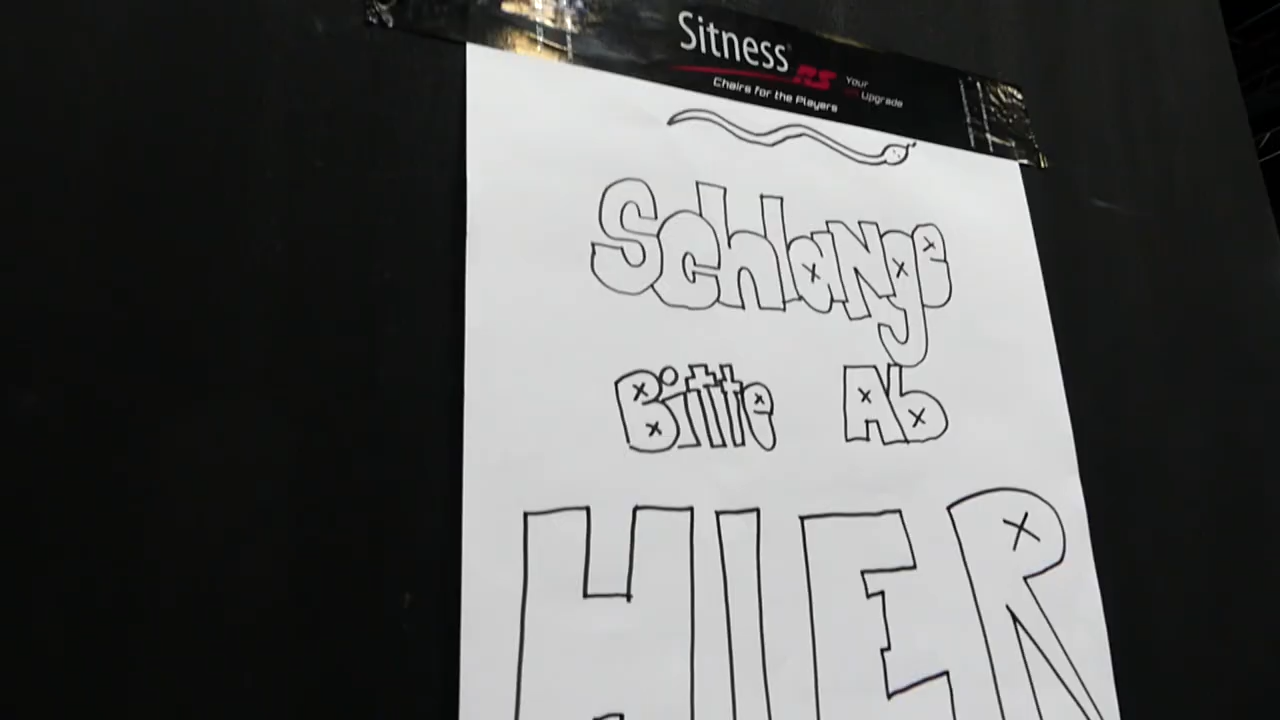 Sitness RS
Your
Upgrade
Chairs for the Players
Schlange
Bitte Ab
HIER